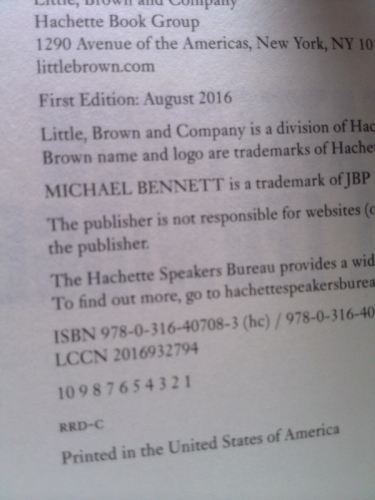 Little, Brown and Company
Hachette Book Group
1290 Avenue of the Americas, New York, NY 10
littlebrown.com
First Edition: August 2016
Little, Brown and Company is a division of Hac
Brown name and logo are trademarks of Hache
MICHAEL BENNETT is a trademark of JBP
The publisher is not responsible for websites (o
the publisher.
The Hachette Speakers Bureau provides a wid
To find out more, go to hachettespeakersburea
ISBN 978-0-316-40708-3 (hc) / 978-0-316-40
LCCN 2016932794
10 9 8 7 6 5 4 3 2 1
RRD-C
Printed in the United States of America